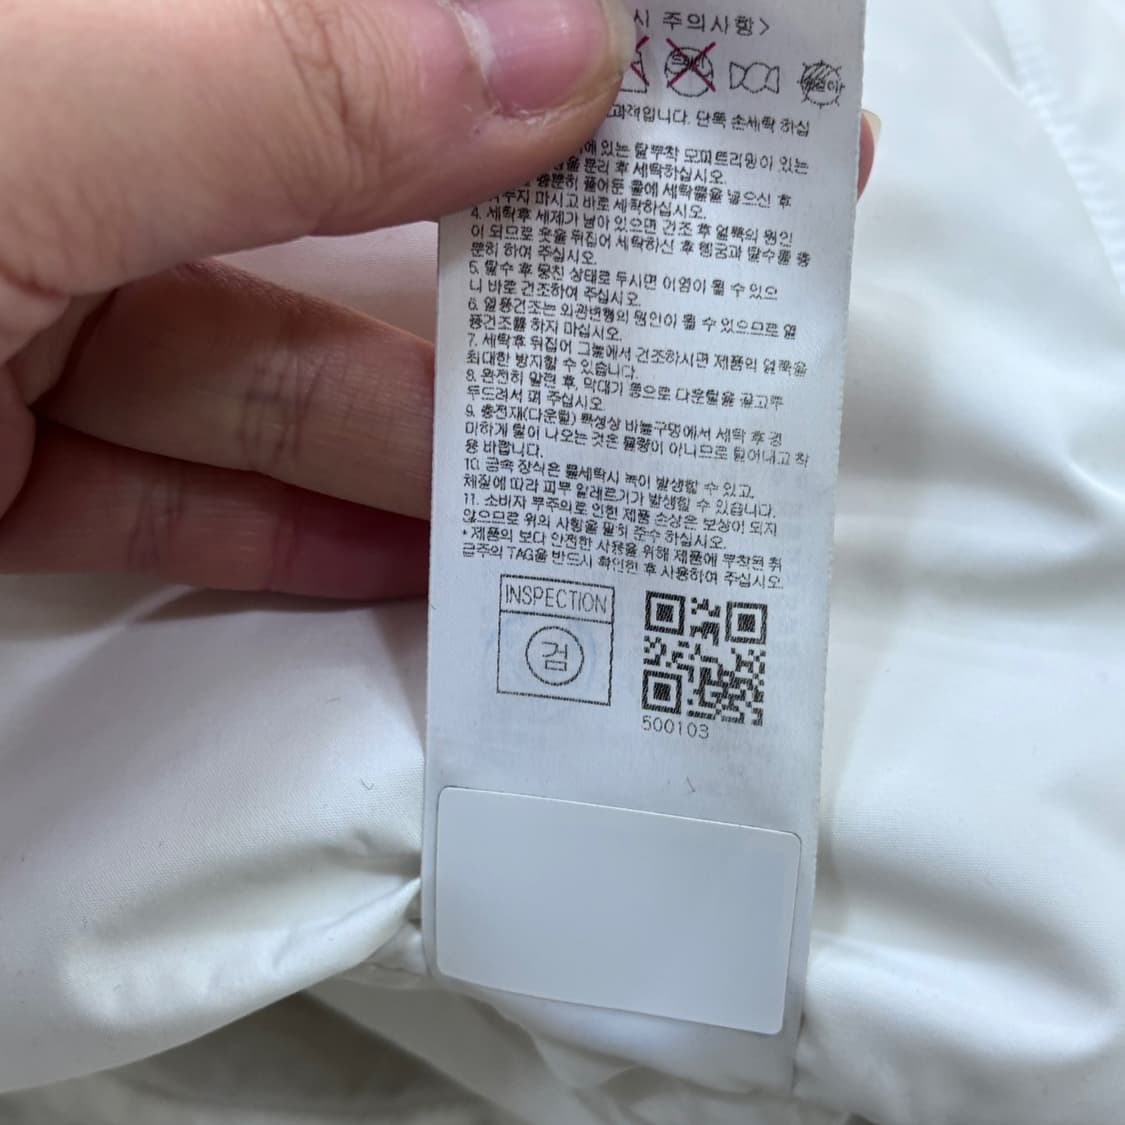 시 주의사항>
드라이
옷걸이
과제입니다. 단독 손세탁 하십
에 있는 탈부착 모피트리밍이 있는
을 분리 후 세탁하십시오.
충분히 풀어둔 물에 세탁물을 넣으신 후
두지 마시고 바로 세탁하십시오.
4. 세탁후 세제가 남아 있으면 건조 후 얼룩의 원인
이 되므로 옷을 뒤집어 세탁하신 후 헹굼과 탈수를 충
분히 하여 주십시오.
5. 탈수 후 뭉친 상태로 두시면 이염이 될 수 있으
니 바로 건조하여 주십시오.
6. 열풍건조는 외관변형의 원인이 될 수 있으므로 열
풍건조를 하지 마십시오.
7. 세탁후 뒤집어 그늘에서 건조하시면 제품의 얼룩을
최대한 방지할 수 있습니다.
8. 완전히 말린 후, 막대기 등으로 다운털을 골고루
두드려서 펴 주십시오.
9. 충전재(다운털) 특성상 바늘구멍에서 세탁 후 경
미하게 털이 나오는 것은 불량이 아니므로 털어내고 착
용 바랍니다.
10. 금속 장식은 물세탁시 녹이 발생할 수 있고,
체질에 따라 피부 알레르기가 발생할 수 있습니다.
11. 소비자 부주의로 인한 제품 손상은 보상이 되지
않으므로 위의 사항을 필히 준수 하십시오.
* 제품의 보다 안전한 사용을 위해 제품에 부착된 취
급주의 TAG을 반드시 확인한 후 사용하여 주십시오.
INSPECTION
검
500103